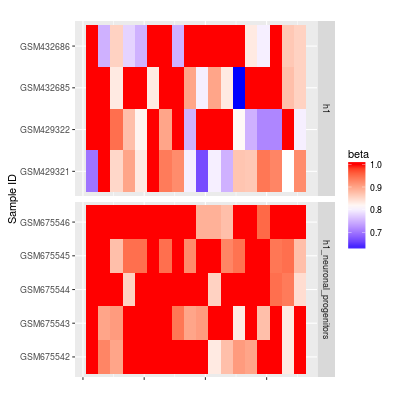 Sample ID
GSM432686
GSM432685
GSM429322
GSM429321
h1
GSM675546
GSM675545
GSM675544
GSM675543
GSM675542
h1_neuronal_progenitors
beta
1.0
0.9
0.8
0.7